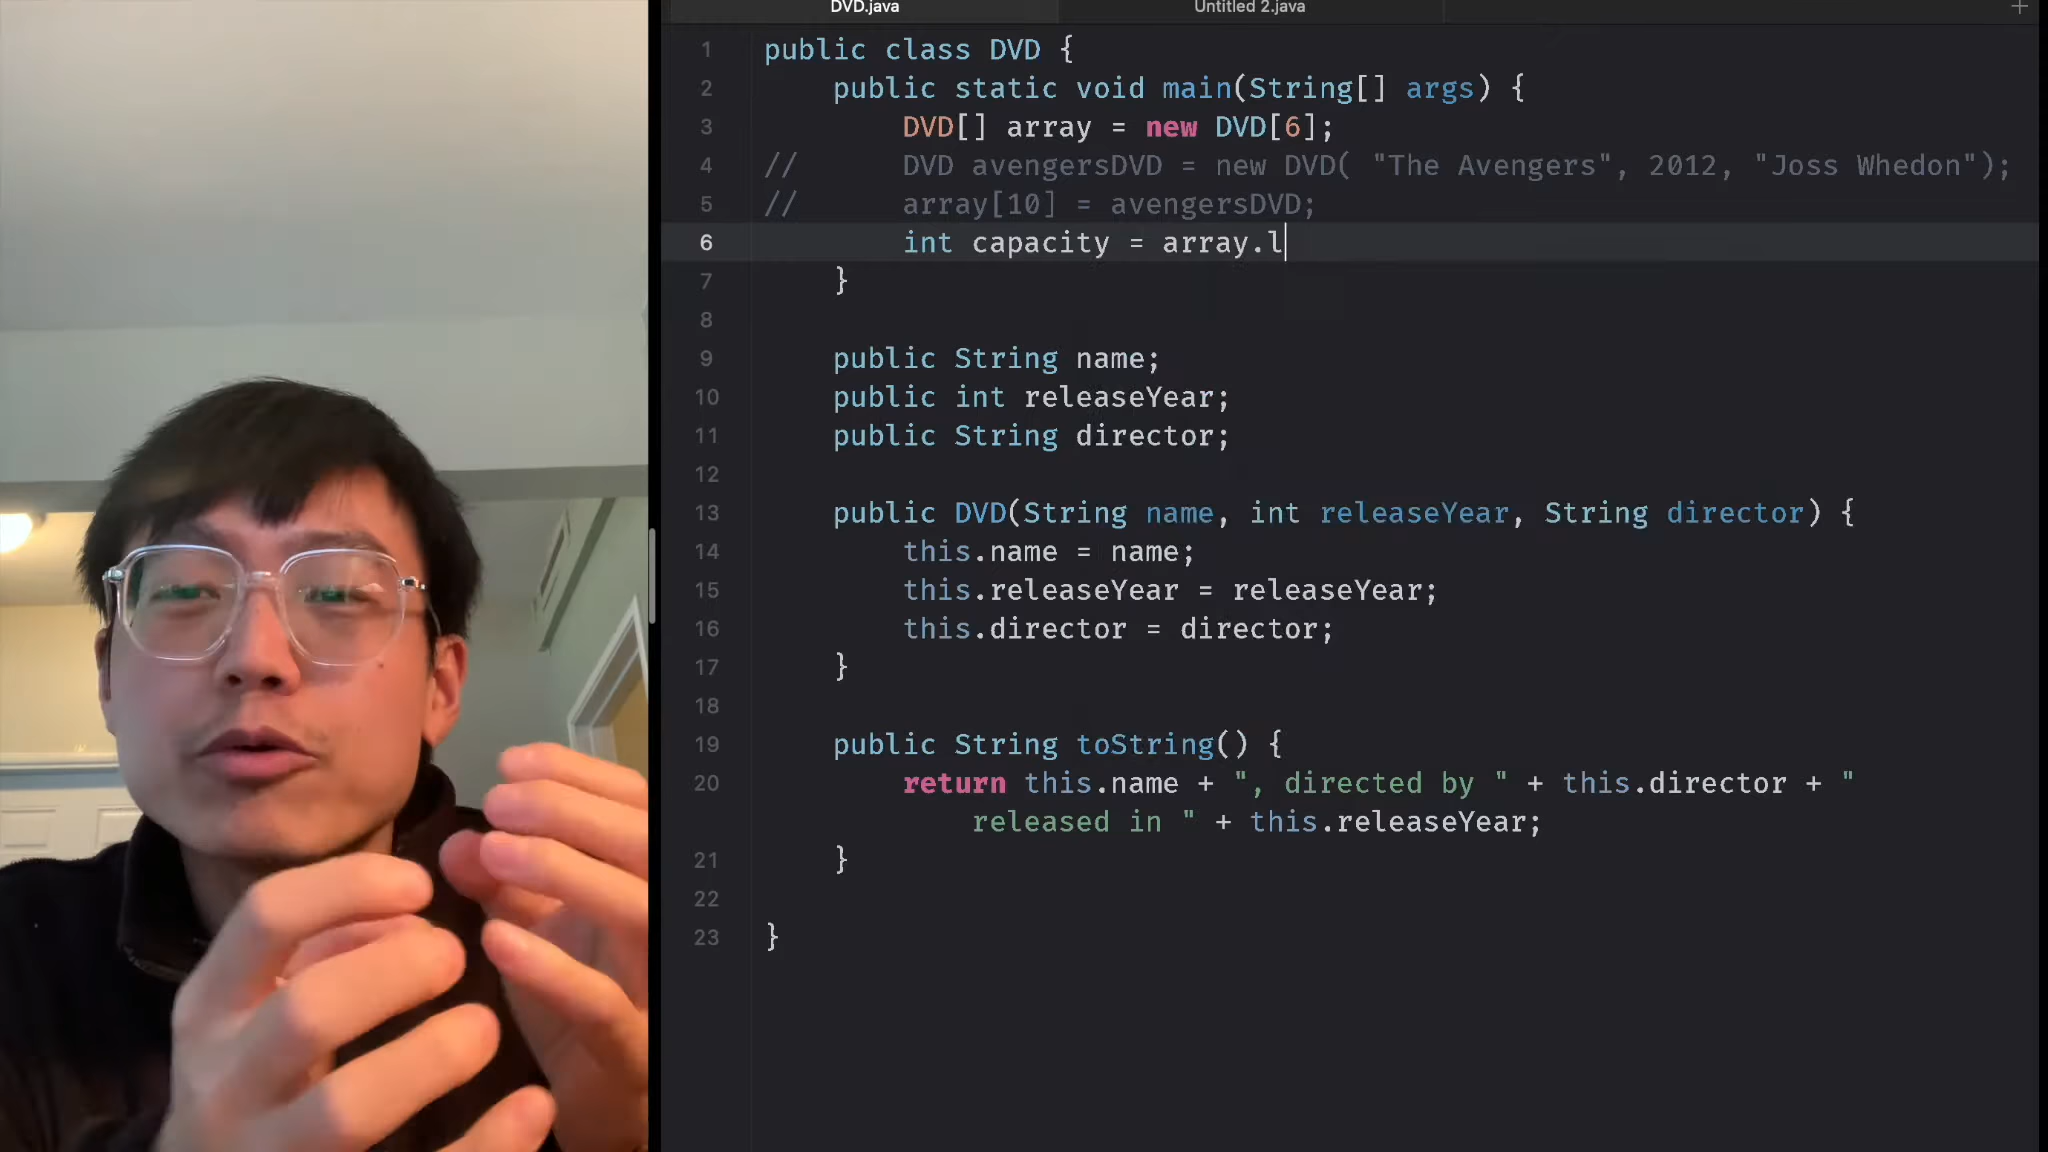 DVD.java
Untitled 2.java
+
1 public class DVD {
2 public static void main(String[] args) {
3 DVD[] array = new DVD[6];
4 // DVD avengersDVD = new DVD( "The Avengers", 2012, "Joss Whedon");
5 // array[10] = avengersDVD;
6 int capacity = array.l
7 }
8
9 public String name;
10 public int releaseYear;
11 public String director;
12
13 public DVD(String name, int releaseYear, String director) {
14 this.name = name;
15 this.releaseYear = releaseYear;
16 this.director = director;
17 }
18
19 public String toString() {
20 return this.name + ", directed by " + this.director + "
released in " + this.releaseYear;
21 }
22
23 }